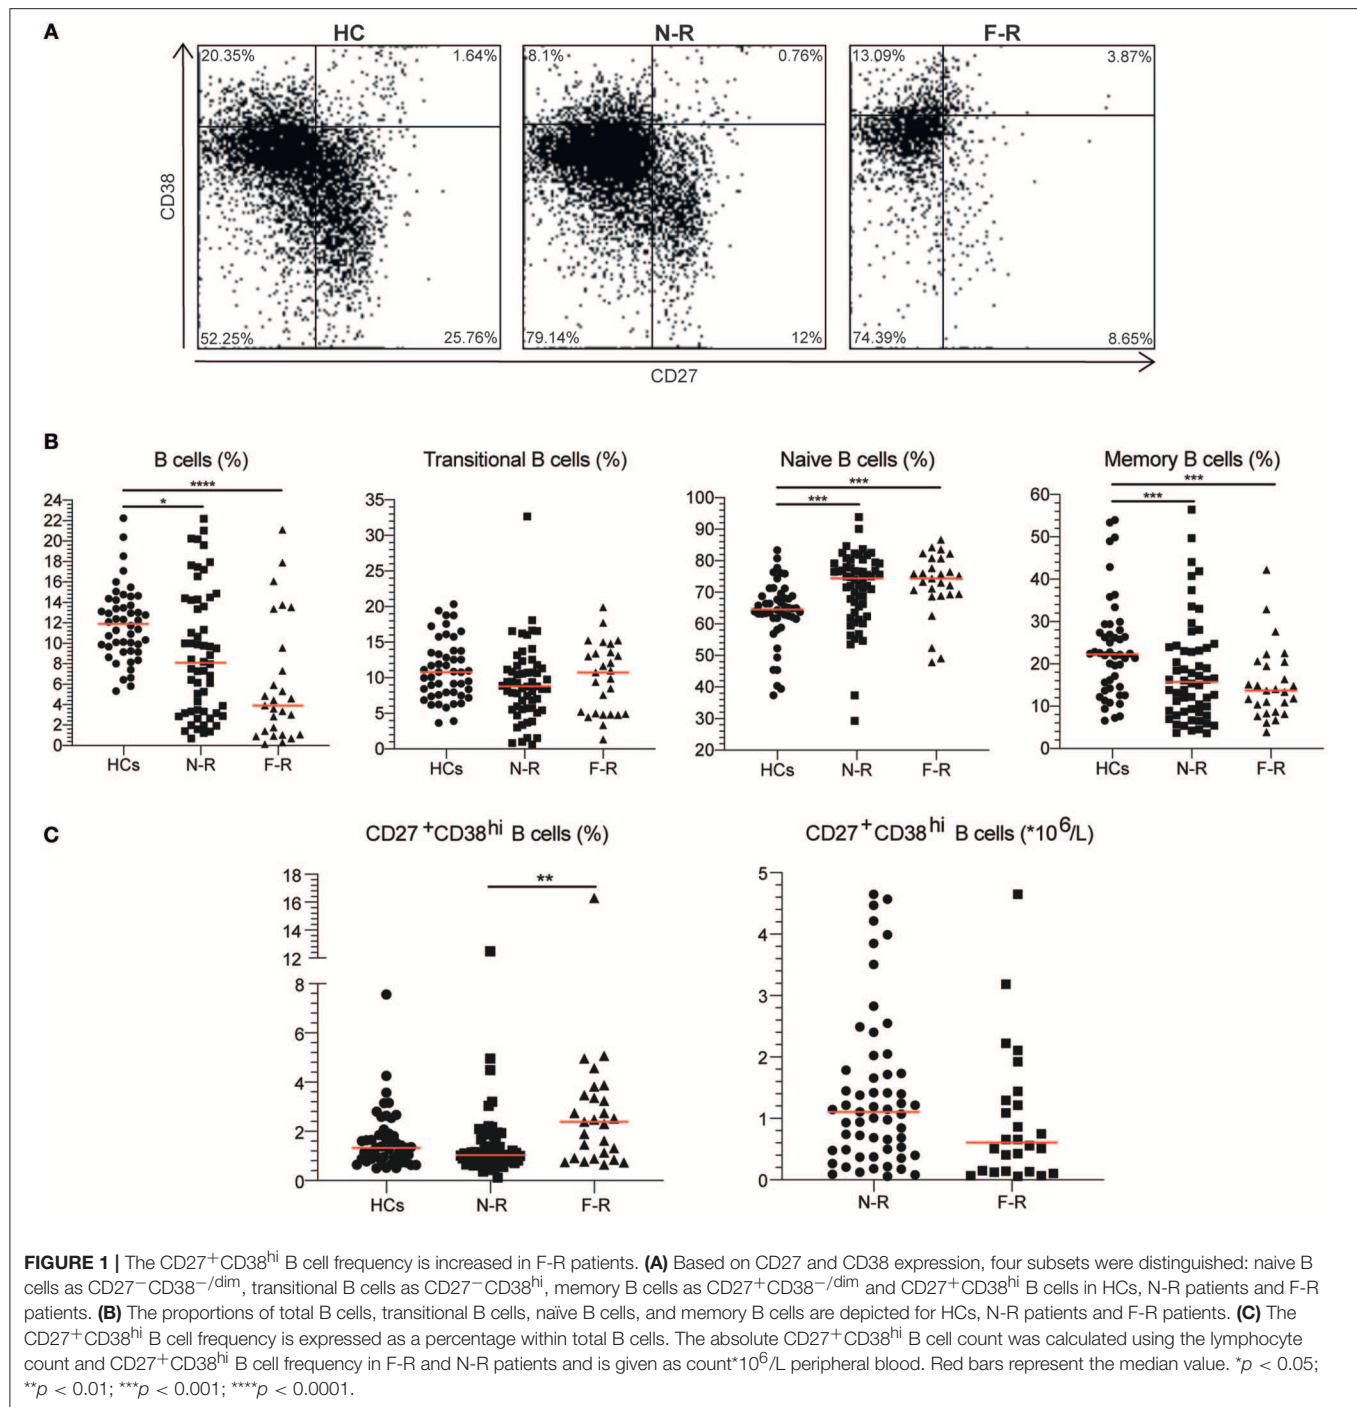 A
HC
N-R
F-R
20.35%
1.64%
8.1%
0.76%
13.09%
3.87%
CD38
52.25%
25.76%
79.14%
12%
74.39%
8.65%
CD27
B
B cells (%)
Transitional B cells (%)
Naive B cells (%)
Memory B cells (%)
****
*
24
22
20
18
16
14
12
10
8
6
4
2
0
HCs
N-R
F-R
35
30
25
20
15
10
5
0
HCs
N-R
F-R
***
***
100
90
80
70
60
50
40
30
20
HCs
N-R
F-R
***
***
60
50
40
30
20
10
0
HCs
N-R
F-R
C
CD27+CD38hi B cells (%)
CD27+CD38hi B cells (*10^6/L)
**
18
16
14
12
8
6
4
2
0
HCs
N-R
F-R
5
4
3
2
1
0
N-R
F-R
FIGURE 1 | The CD27+CD38hi B cell frequency is increased in F-R patients. (A) Based on CD27 and CD38 expression, four subsets were distinguished: naive B
cells as CD27−CD38−/dim, transitional B cells as CD27−CD38hi, memory B cells as CD27+CD38−/dim and CD27+CD38hi B cells in HCs, N-R patients and F-R
patients. (B) The proportions of total B cells, transitional B cells, naïve B cells, and memory B cells are depicted for HCs, N-R patients and F-R patients. (C) The
CD27+CD38hi B cell frequency is expressed as a percentage within total B cells. The absolute CD27+CD38hi B cell count was calculated using the lymphocyte
count and CD27+CD38hi B cell frequency in F-R and N-R patients and is given as count*10^6/L peripheral blood. Red bars represent the median value. *p < 0.05;
**p < 0.01; ***p < 0.001; ****p < 0.0001.